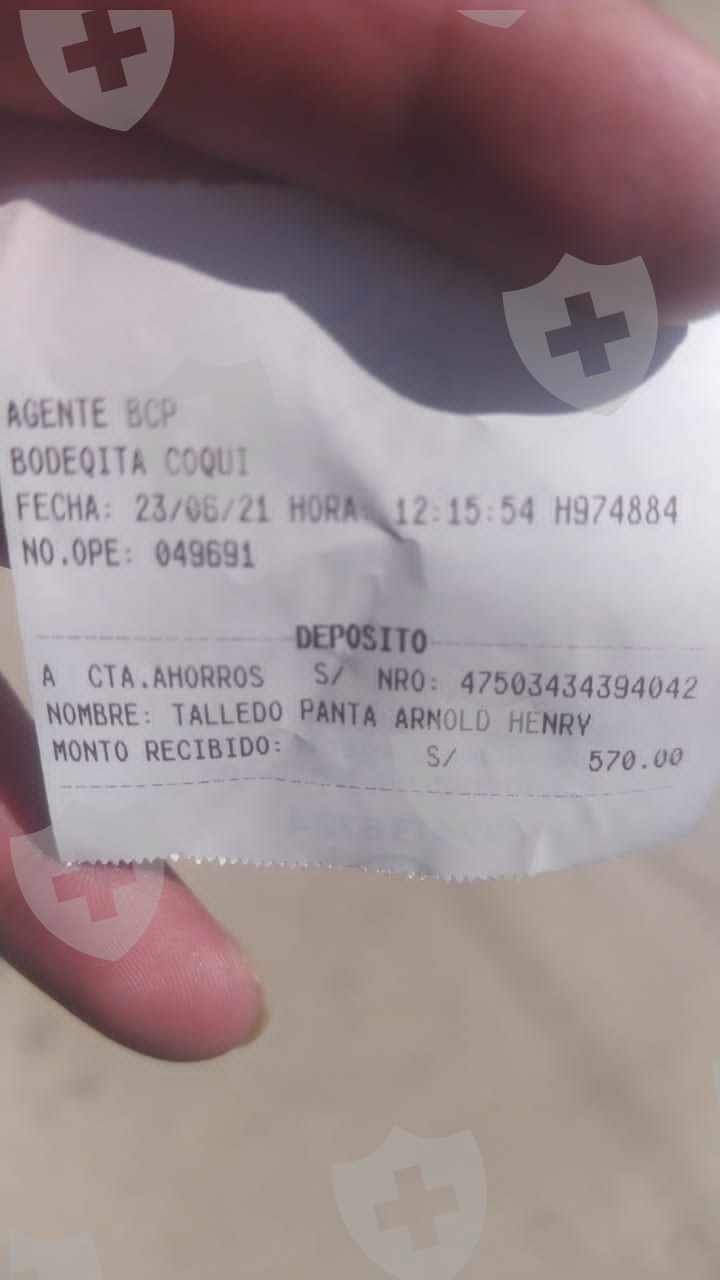 AGENTE BCP
BODEQITA COQUI
FECHA: 23/06/21 HORA: 12:15:54 H974884
NO.OPE: 049691
DEPOSITO
A CTA.AHORROS S/ NRO: 47503434394042
NOMBRE: TALLEDO PANTA ARNOLD HENRY
MONTO RECIBIDO: S/ 570.00